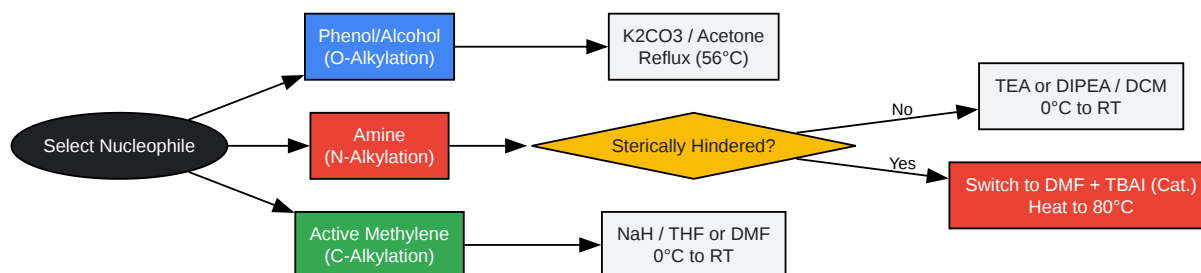 Phenol/Alcohol
(O-Alkylation)
K2CO3 / Acetone
Reflux (56°C)
Select Nucleophile
Amine
(N-Alkylation)
Sterically Hindered?
No
TEA or DIPEA / DCM
0°C to RT
Yes
Switch to DMF + TBAI (Cat.)
Heat to 80°C
Active Methylene
(C-Alkylation)
NaH / THF or DMF
0°C to RT